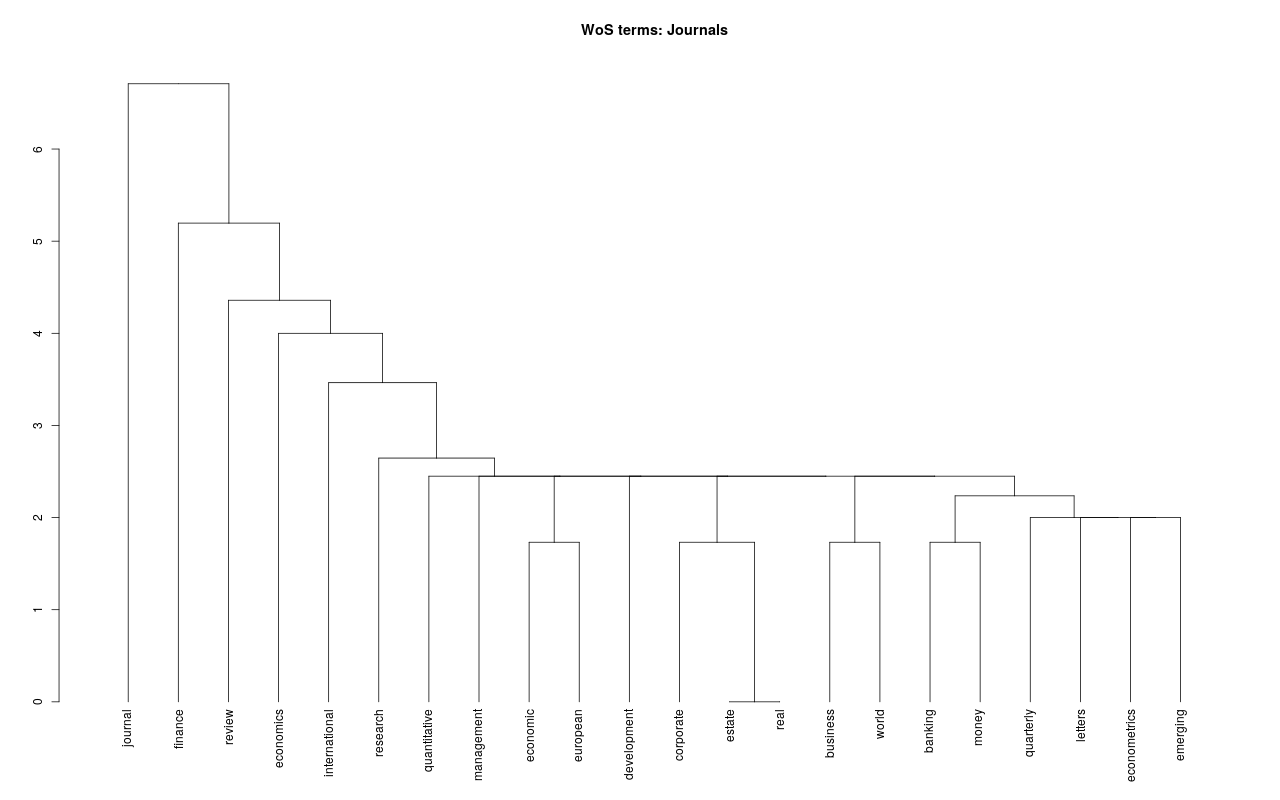 WoS terms: Journals
6
5
4
3
2
1
0
journal
finance
review
economics
international
research
quantitative
management
economic
european
development
corporate
estate
real
business
world
banking
money
quarterly
letters
econometrics
emerging